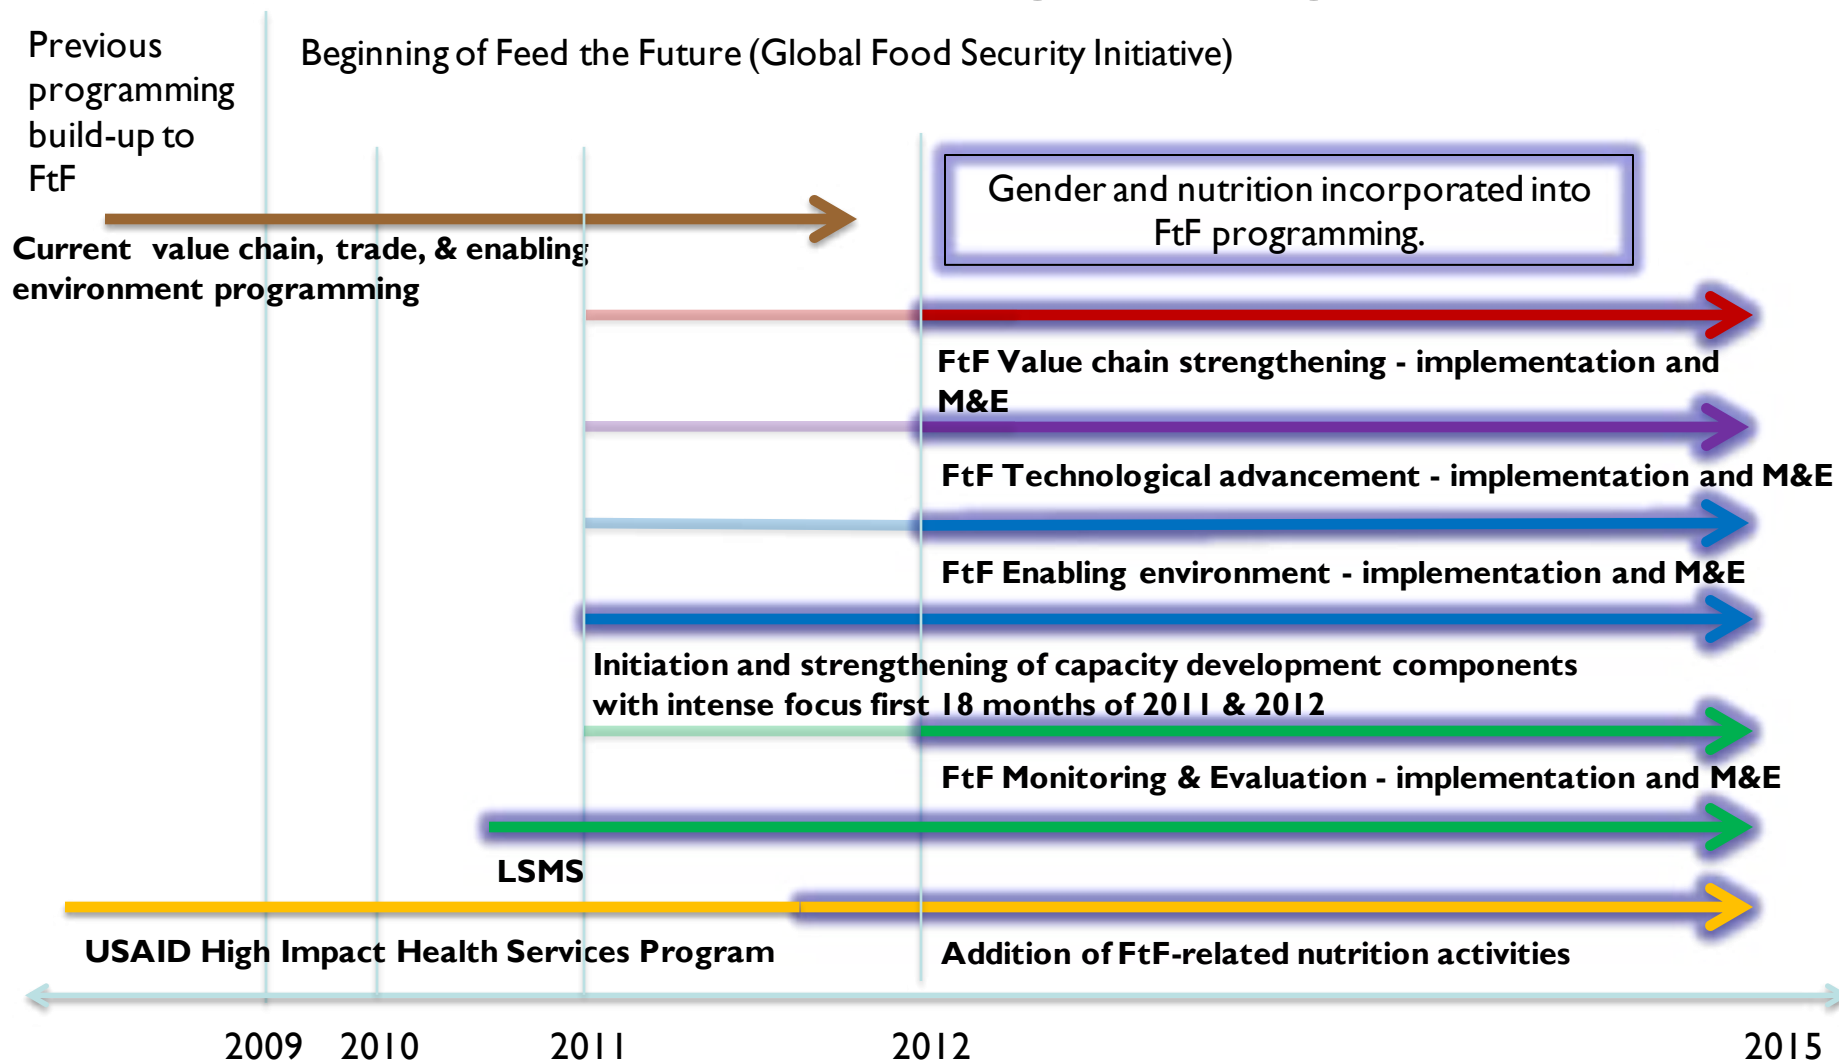 Previous
programming
build-up to
FtF
Beginning of Feed the Future (Global Food Security Initiative)
Gender and nutrition incorporated into
FtF programming.
Current value chain, trade, & enabling
environment programming
FtF Value chain strengthening - implementation and
M&E
FtF Technological advancement - implementation and M&E
FtF Enabling environment - implementation and M&E
Initiation and strengthening of capacity development components
with intense focus first 18 months of 2011 & 2012
FtF Monitoring & Evaluation - implementation and M&E
LSMS
USAID High Impact Health Services Program
Addition of FtF-related nutrition activities
2009 2010 2011 2012 2015